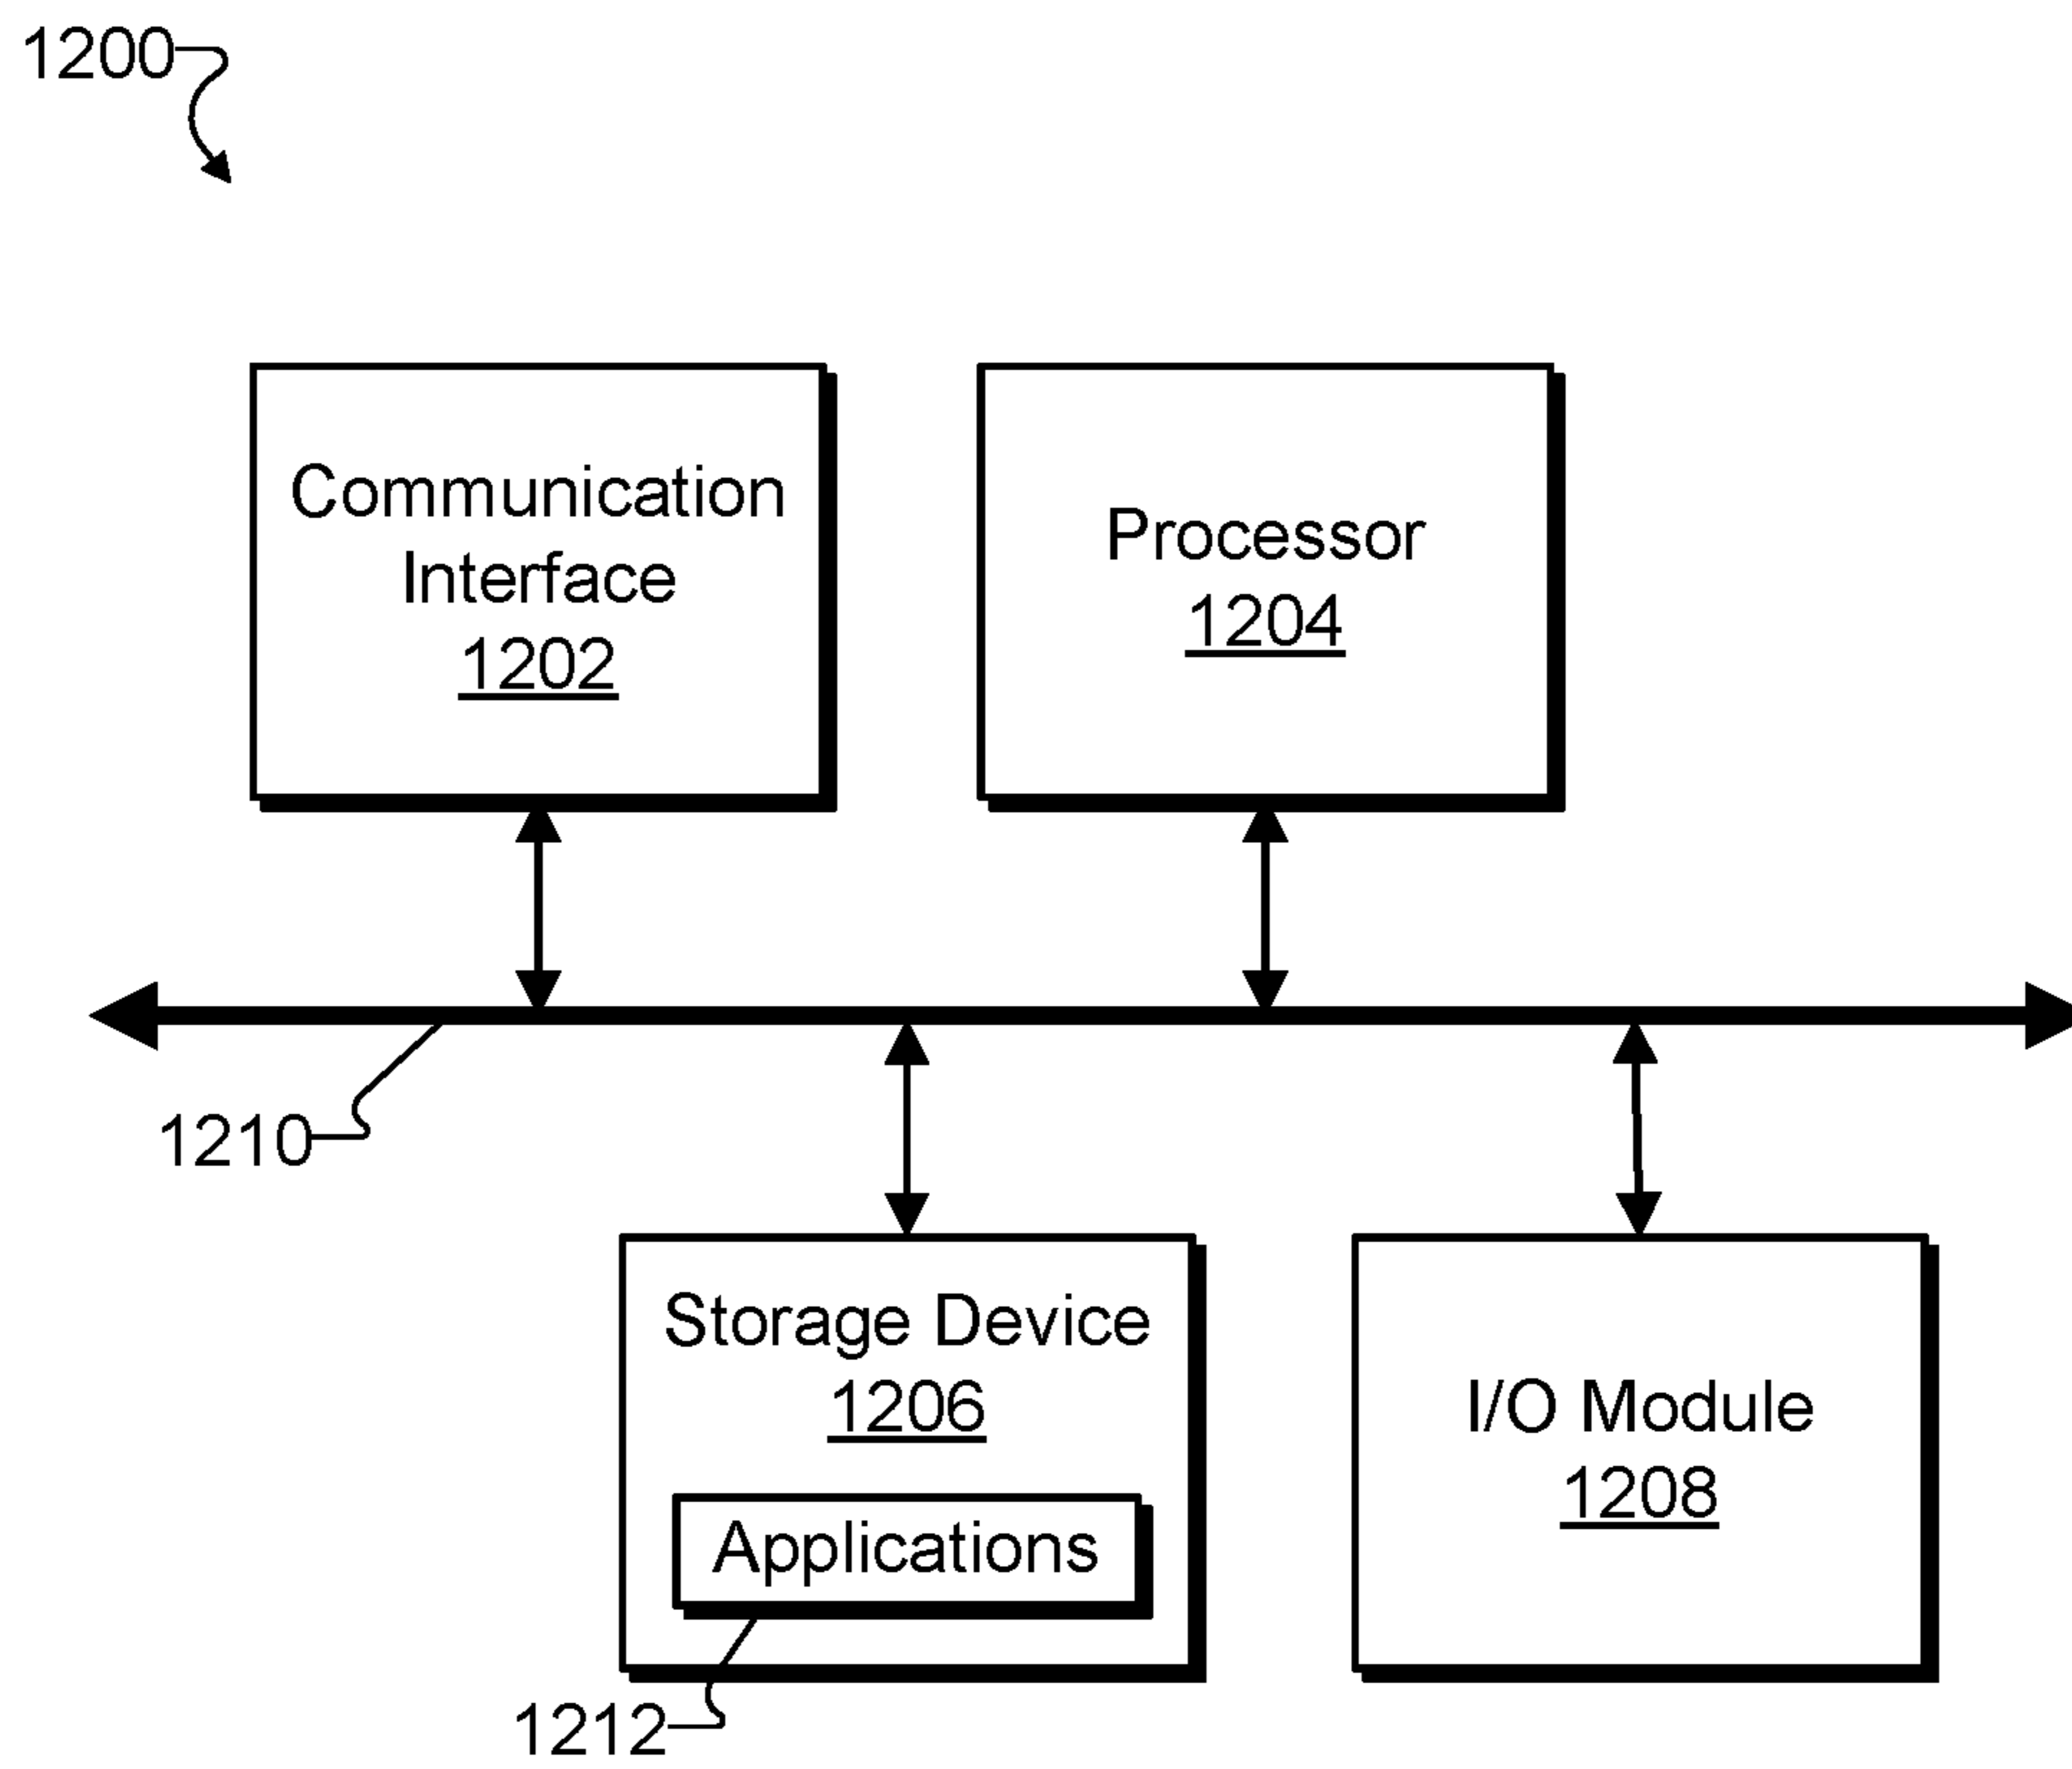 1200
Communication
Interface
1202
Processor
1204
1210
Storage Device
1206
Applications
1212
I/O Module
1208